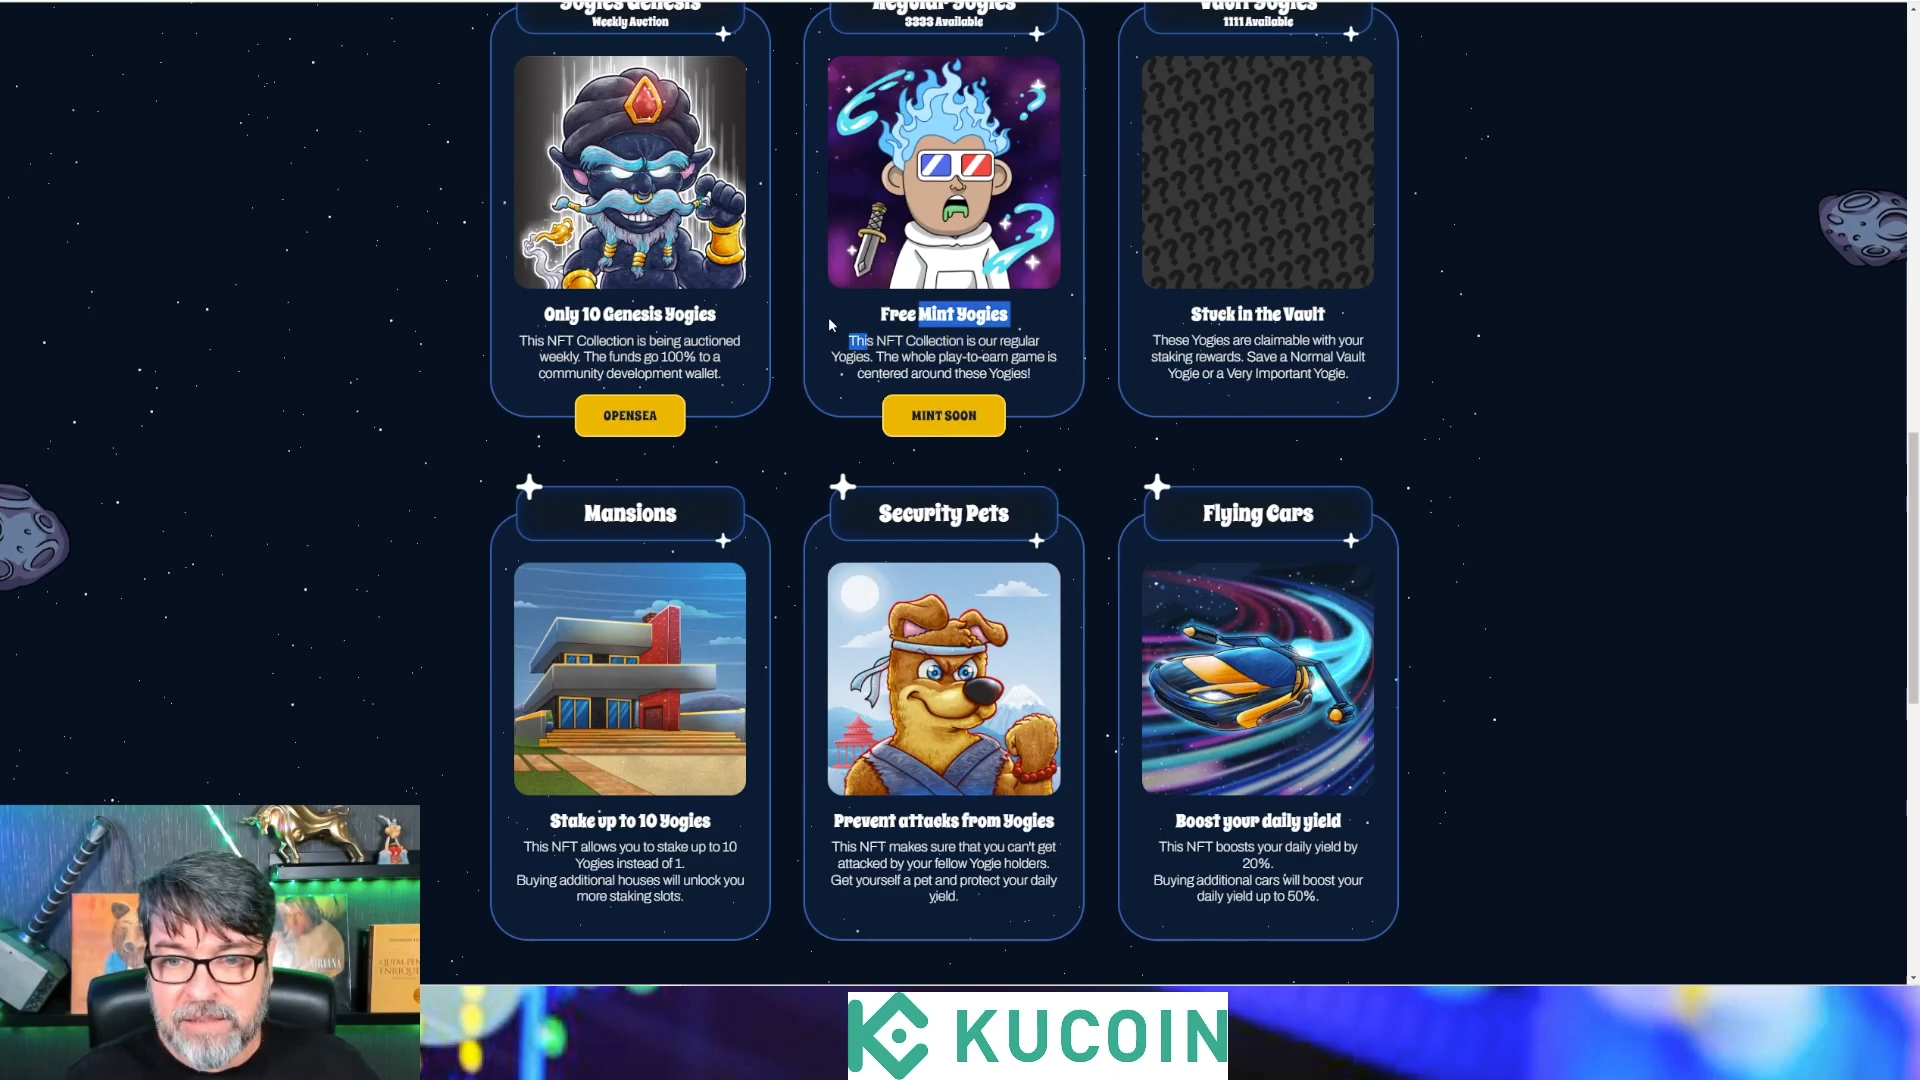 Yogies Genesis
Weekly Auction
Regular Yogies
3333 Available
Vault Yogies
1111 Available
Only 10 Genesis Yogies
This NFT Collection is being auctioned
weekly. The funds go 100% to a
community development wallet.
OPENSEA
Free Mint Yogies
This NFT Collection is our regular
Yogies. The whole play-to-earn game is
centered around these Yogies!
MINT SOON
Stuck in the Vault
These Yogies are claimable with your
staking rewards. Save a Normal Vault
Yogie or a Very Important Yogie.
Mansions
Stake up to 10 Yogies
This NFT allows you to stake up to 10
Yogies instead of 1.
Buying additional houses will unlock you
more staking slots.
Security Pets
Prevent attacks from Yogies
This NFT makes sure that you can't get
attacked by your fellow Yogie holders.
Get yourself a pet and protect your daily
yield.
Flying Cars
Boost your daily yield
This NFT boosts your daily yield by
20%.
Buying additional cars will boost your
daily yield up to 50%.
NIRVANA
KUCOIN